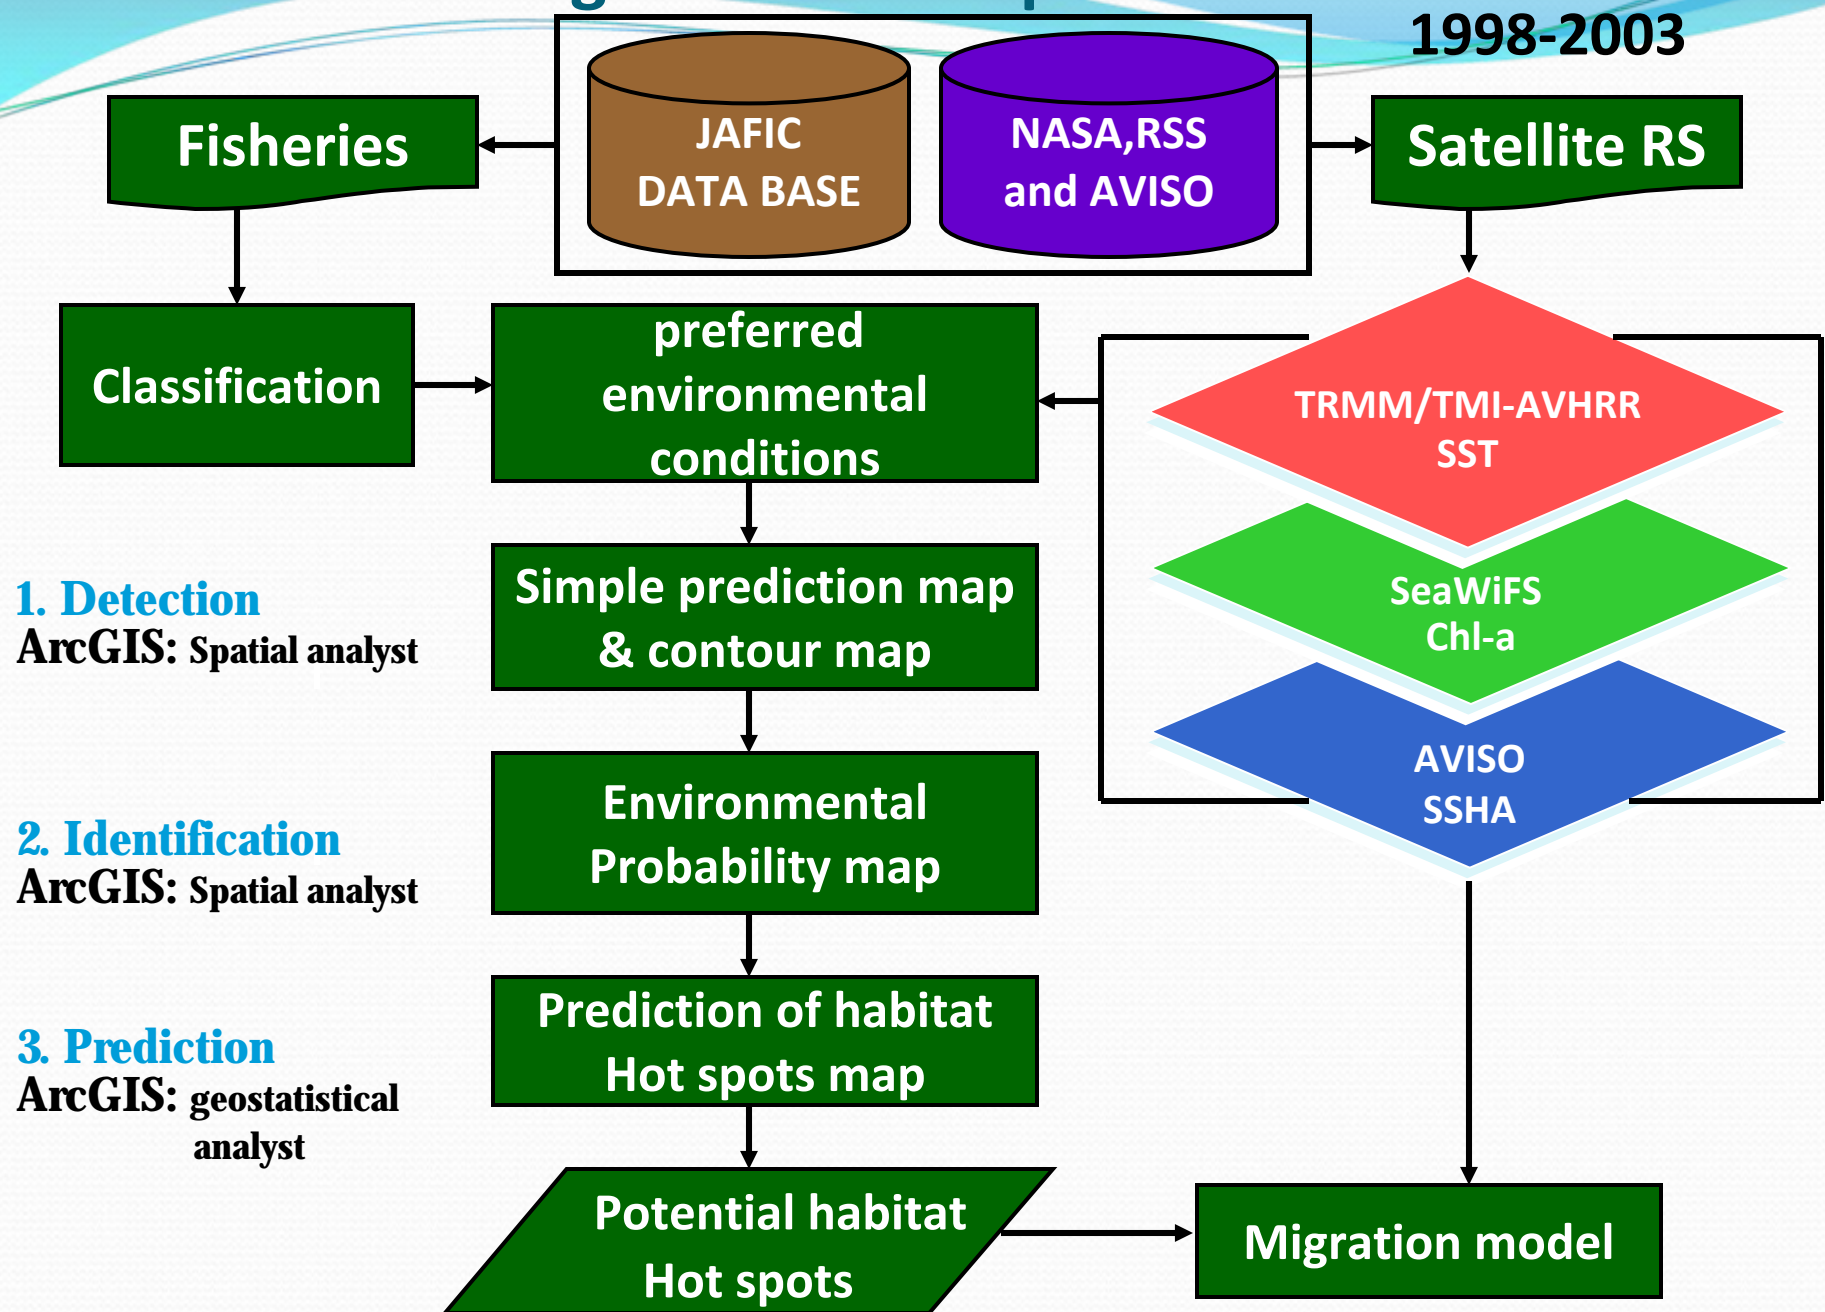 1998-2003
Fisheries
JAFIC
DATA BASE
NASA,RSS
and AVISO
Satellite RS
Classification
preferred
environmental
conditions
TRMM/TMI-AVHRR
SST
SeaWiFS
Chl-a
AVISO
SSHA
1. Detection
ArcGIS: Spatial analyst
Simple prediction map
& contour map
2. Identification
ArcGIS: Spatial analyst
Environmental
Probability map
3. Prediction
ArcGIS: geostatistical
analyst
Prediction of habitat
Hot spots map
Potential habitat
Hot spots
Migration model